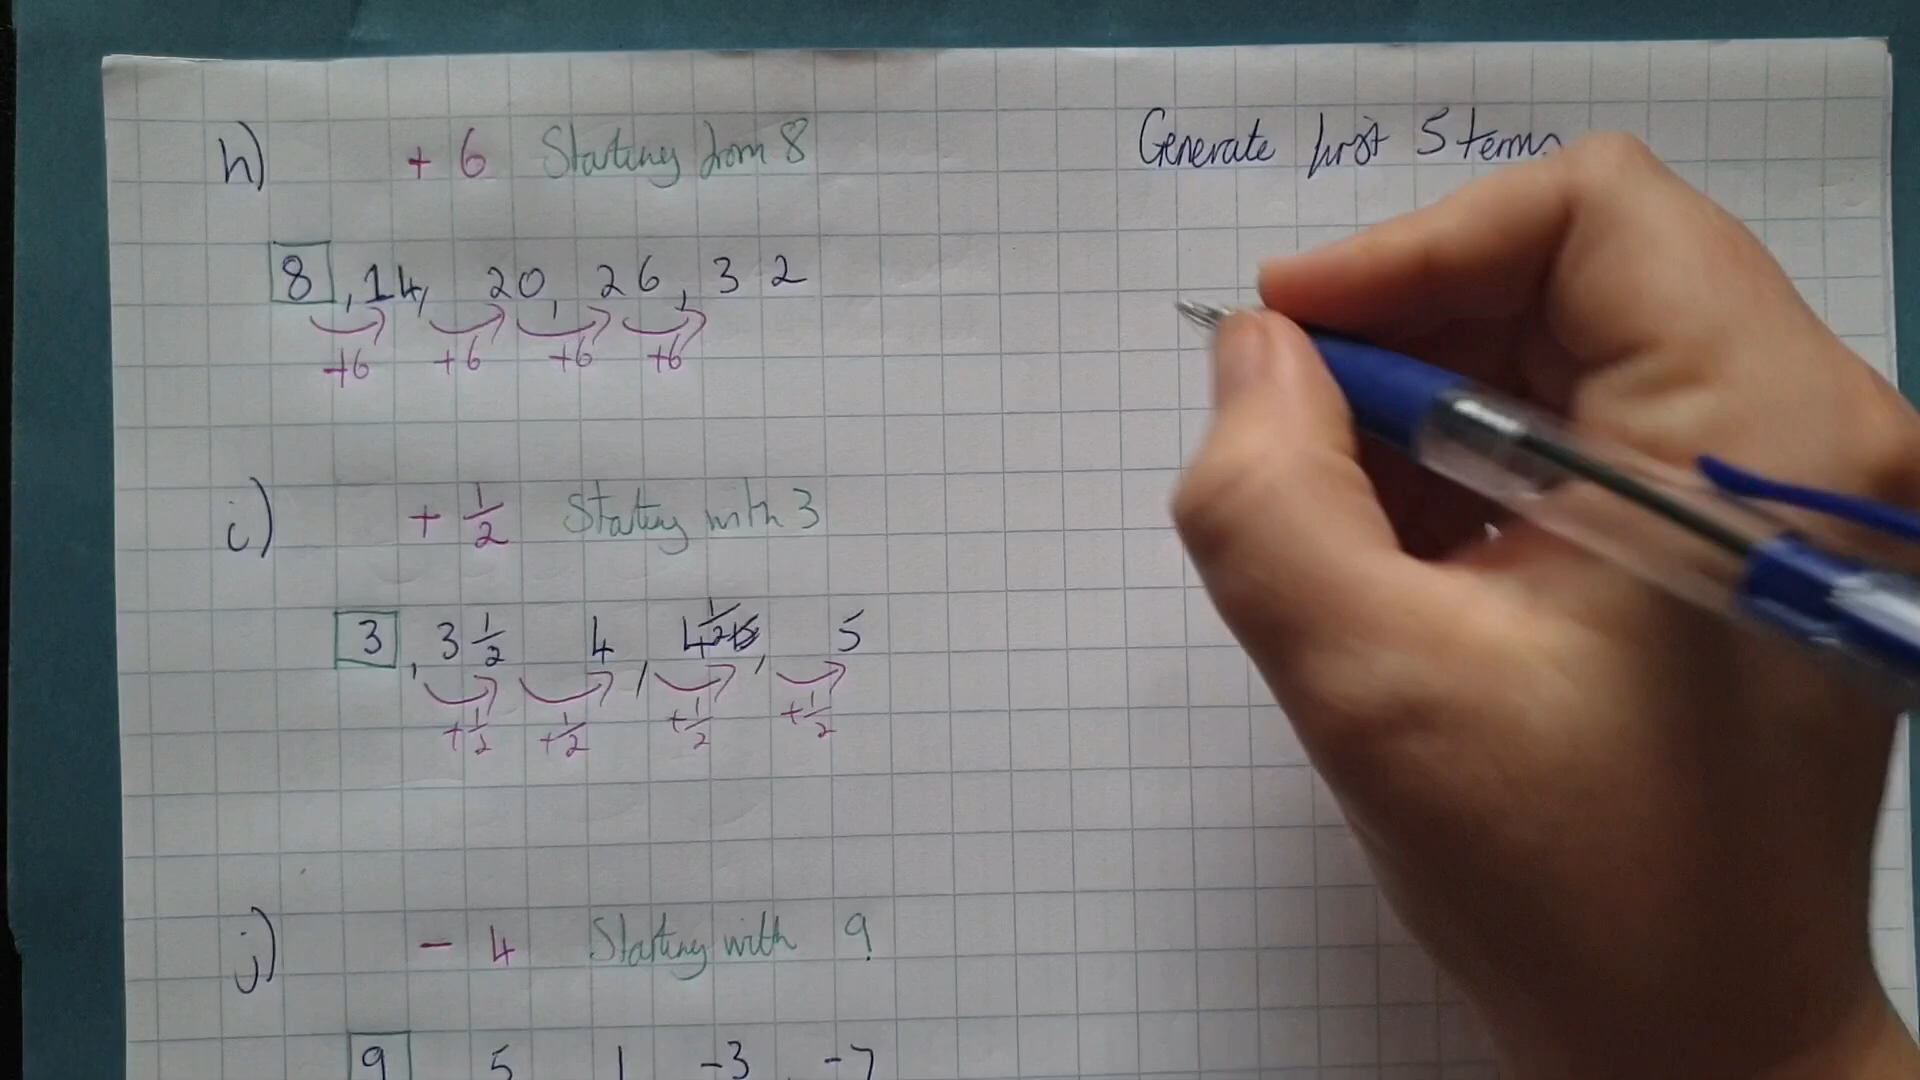 h) + 6 Starting from 8
Generate first 5 terms
8, 14, 20, 26, 32
+6 +6 +6 +6
i) + 1/2 Starting with 3
3, 3 1/2 4, 4 1/2, 5
+1/2 +1/2 +1/2 +1/2
j) - 4 Starting with 9
9 5 1 -3 -7